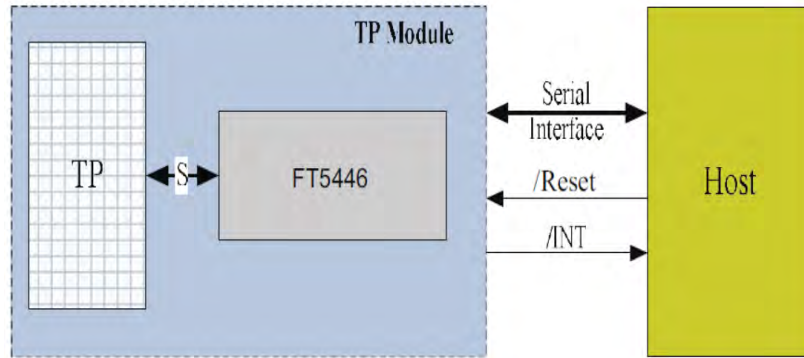 TP Module
TP
S
FT5446
Serial
Interface
/Reset
/INT
Host